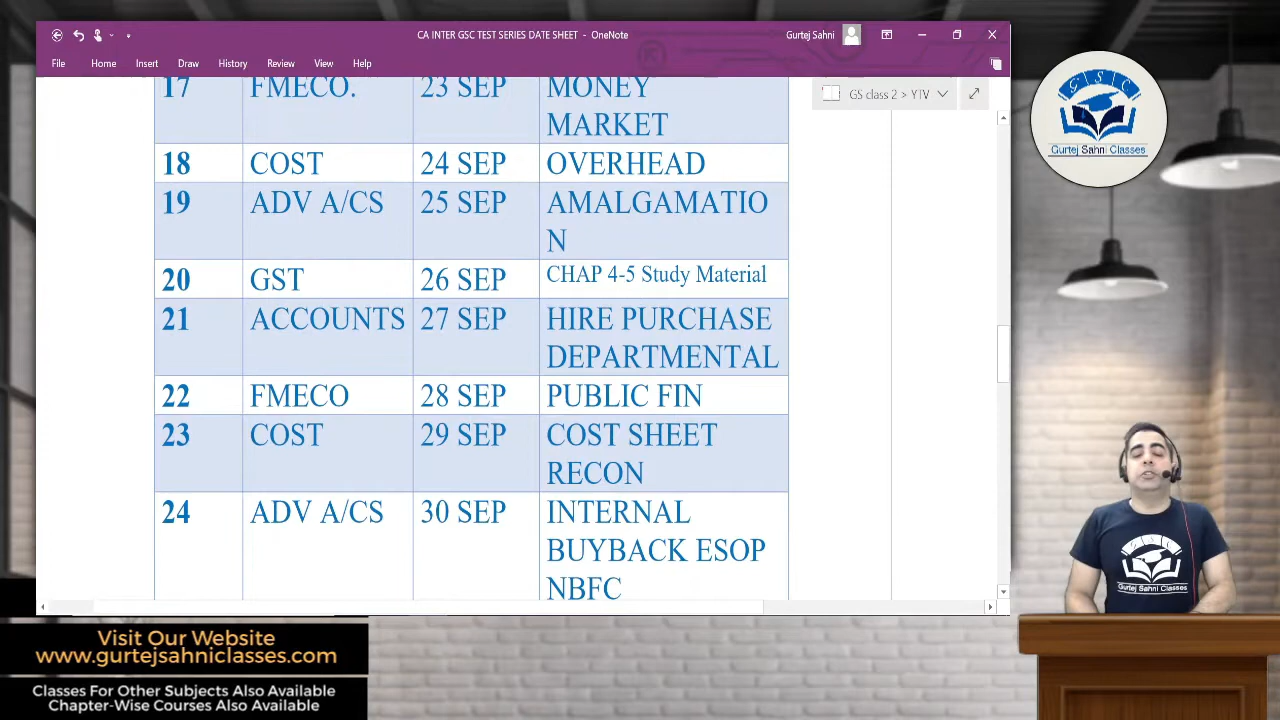 CA INTER GSC TEST SERIES DATE SHEET - OneNote
Gurtej Sahni
File Home Insert Draw History Review View Help
GS class 2 > Y1V
17 FMECO. 23 SEP MONEY
MARKET
18 COST 24 SEP OVERHEAD
19 ADV A/CS 25 SEP AMALGAMATIO
N
20 GST 26 SEP CHAP 4-5 Study Material
21 ACCOUNTS 27 SEP HIRE PURCHASE
DEPARTMENTAL
22 FMECO 28 SEP PUBLIC FIN
23 COST 29 SEP COST SHEET
RECON
24 ADV A/CS 30 SEP INTERNAL
BUYBACK ESOP
NBFC
GSC
Gurtej Sahni Classes
Gurtej Sahni Classes
Visit Our Website
www.gurtejsahniclasses.com
Classes For Other Subjects Also Available
Chapter-Wise Courses Also Available